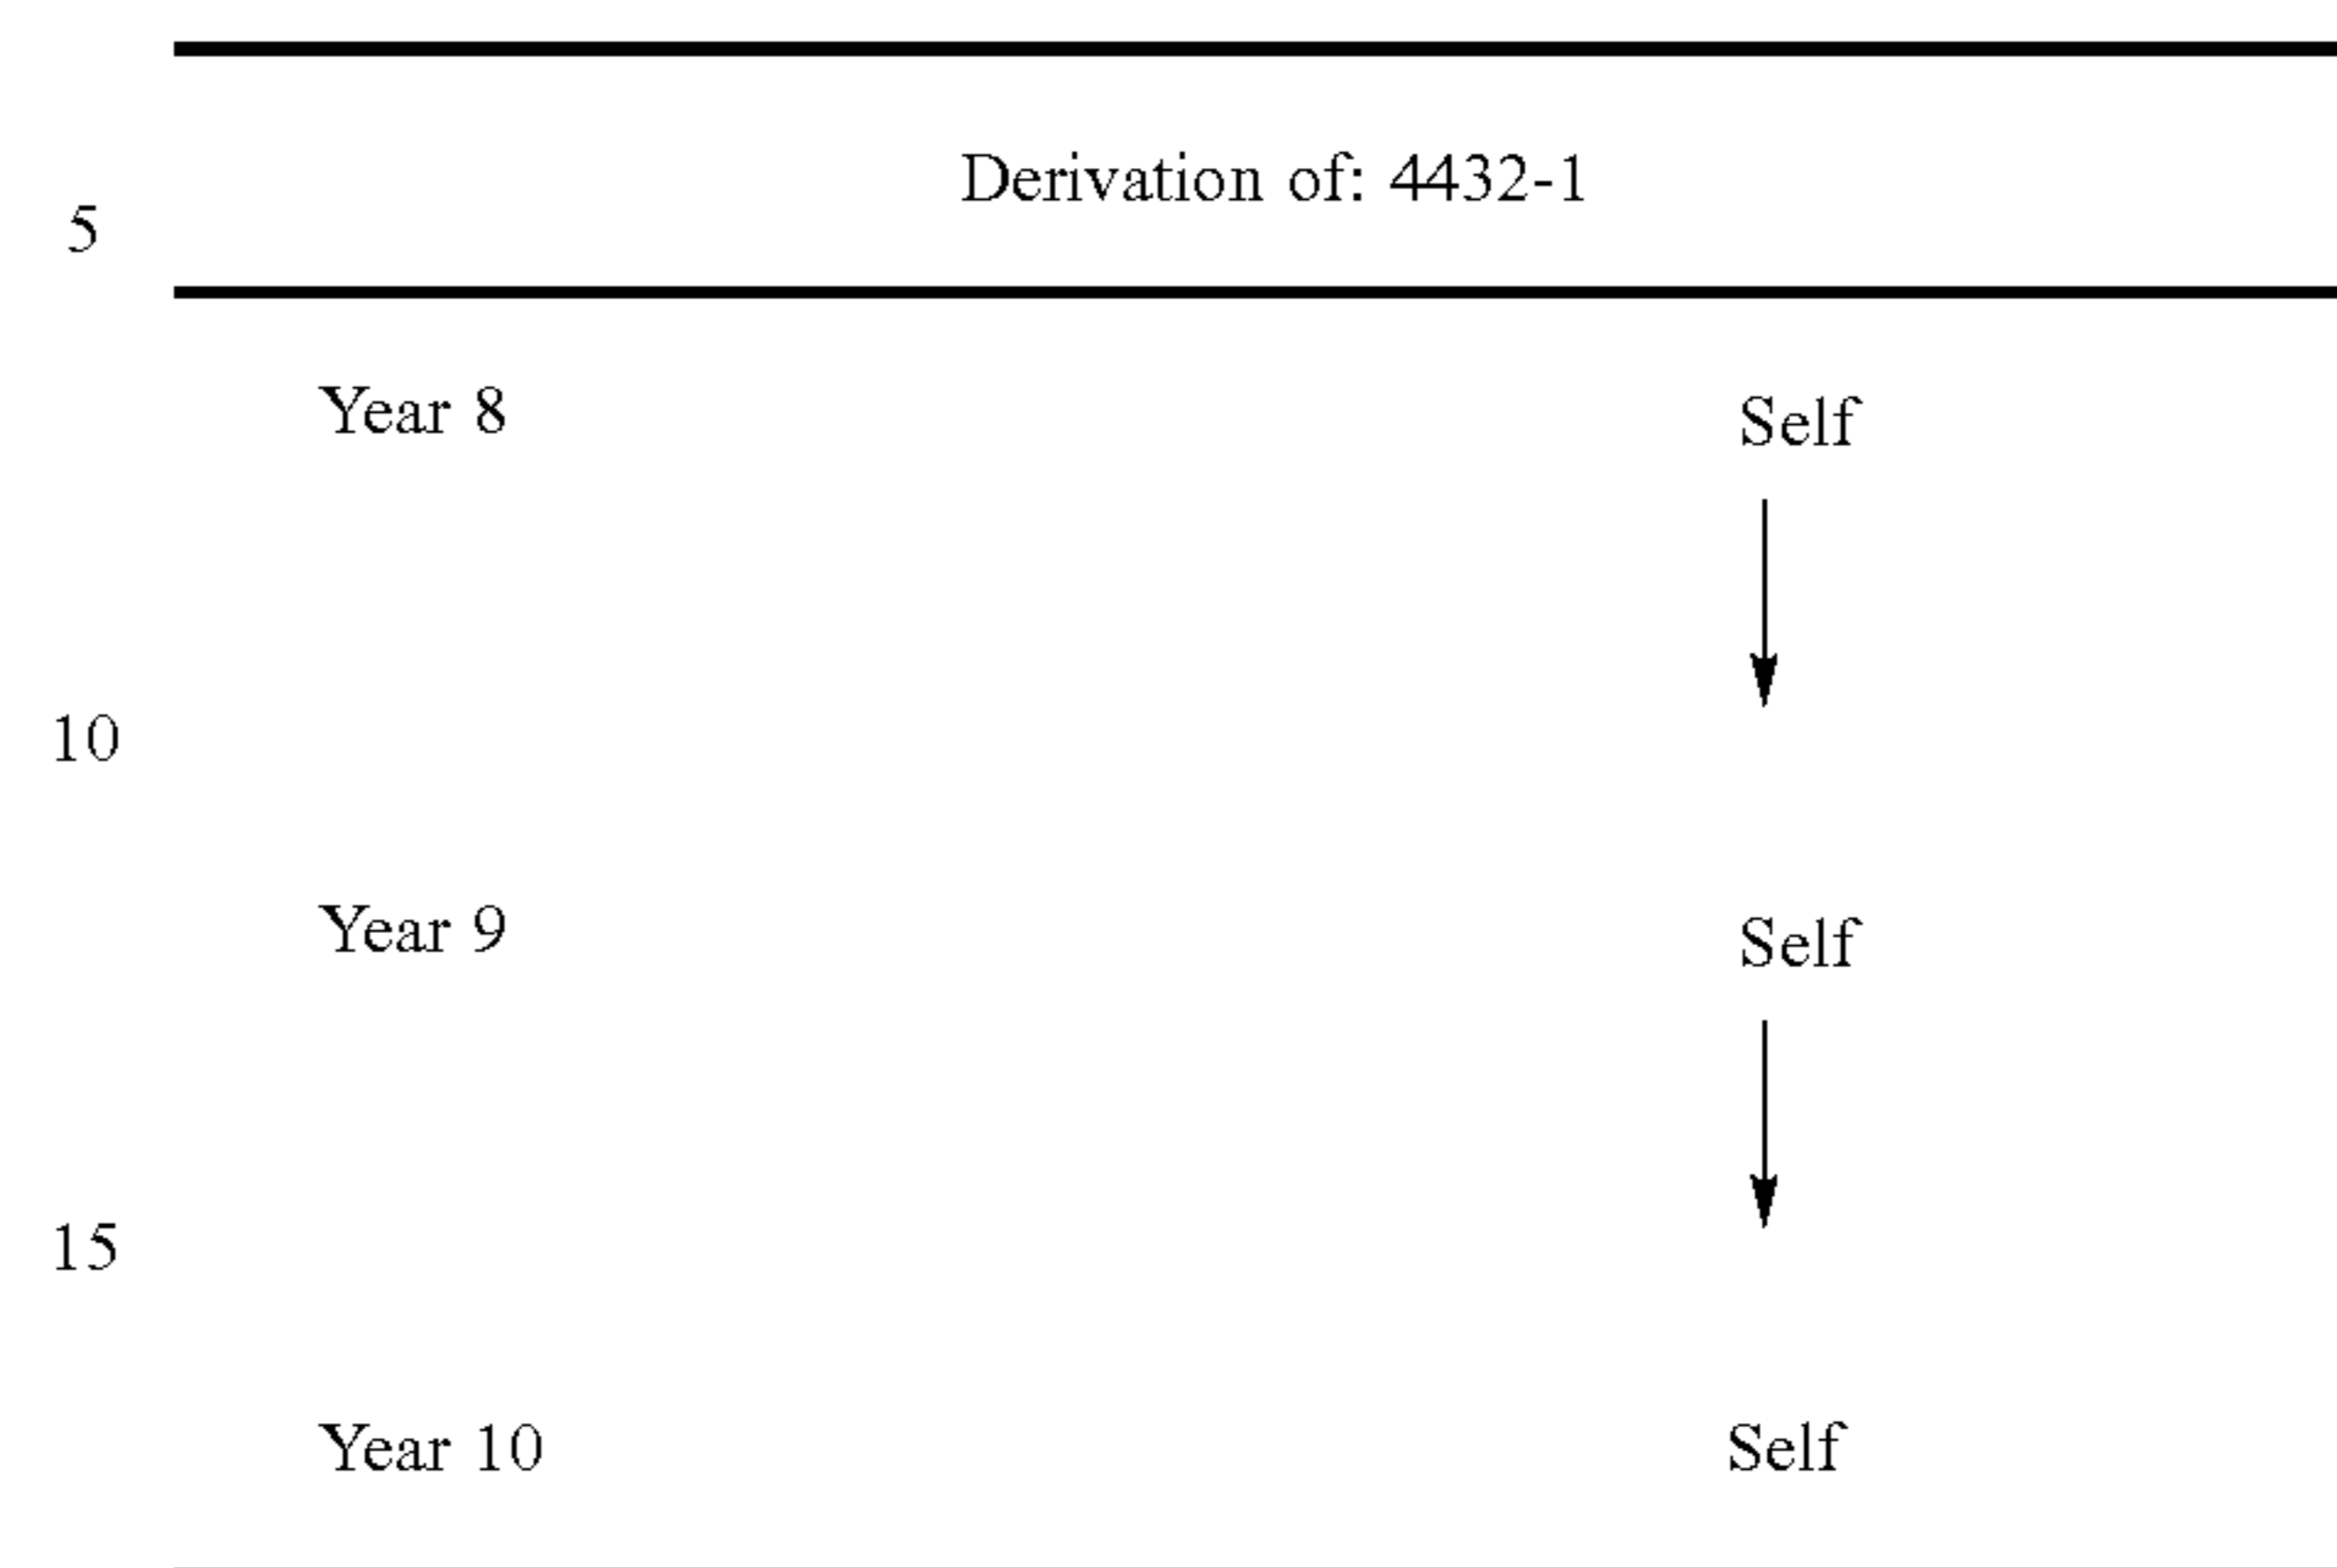 Derivation of: 4432-1
5
Year 8 Self
10
Year 9 Self
15
Year 10 Self